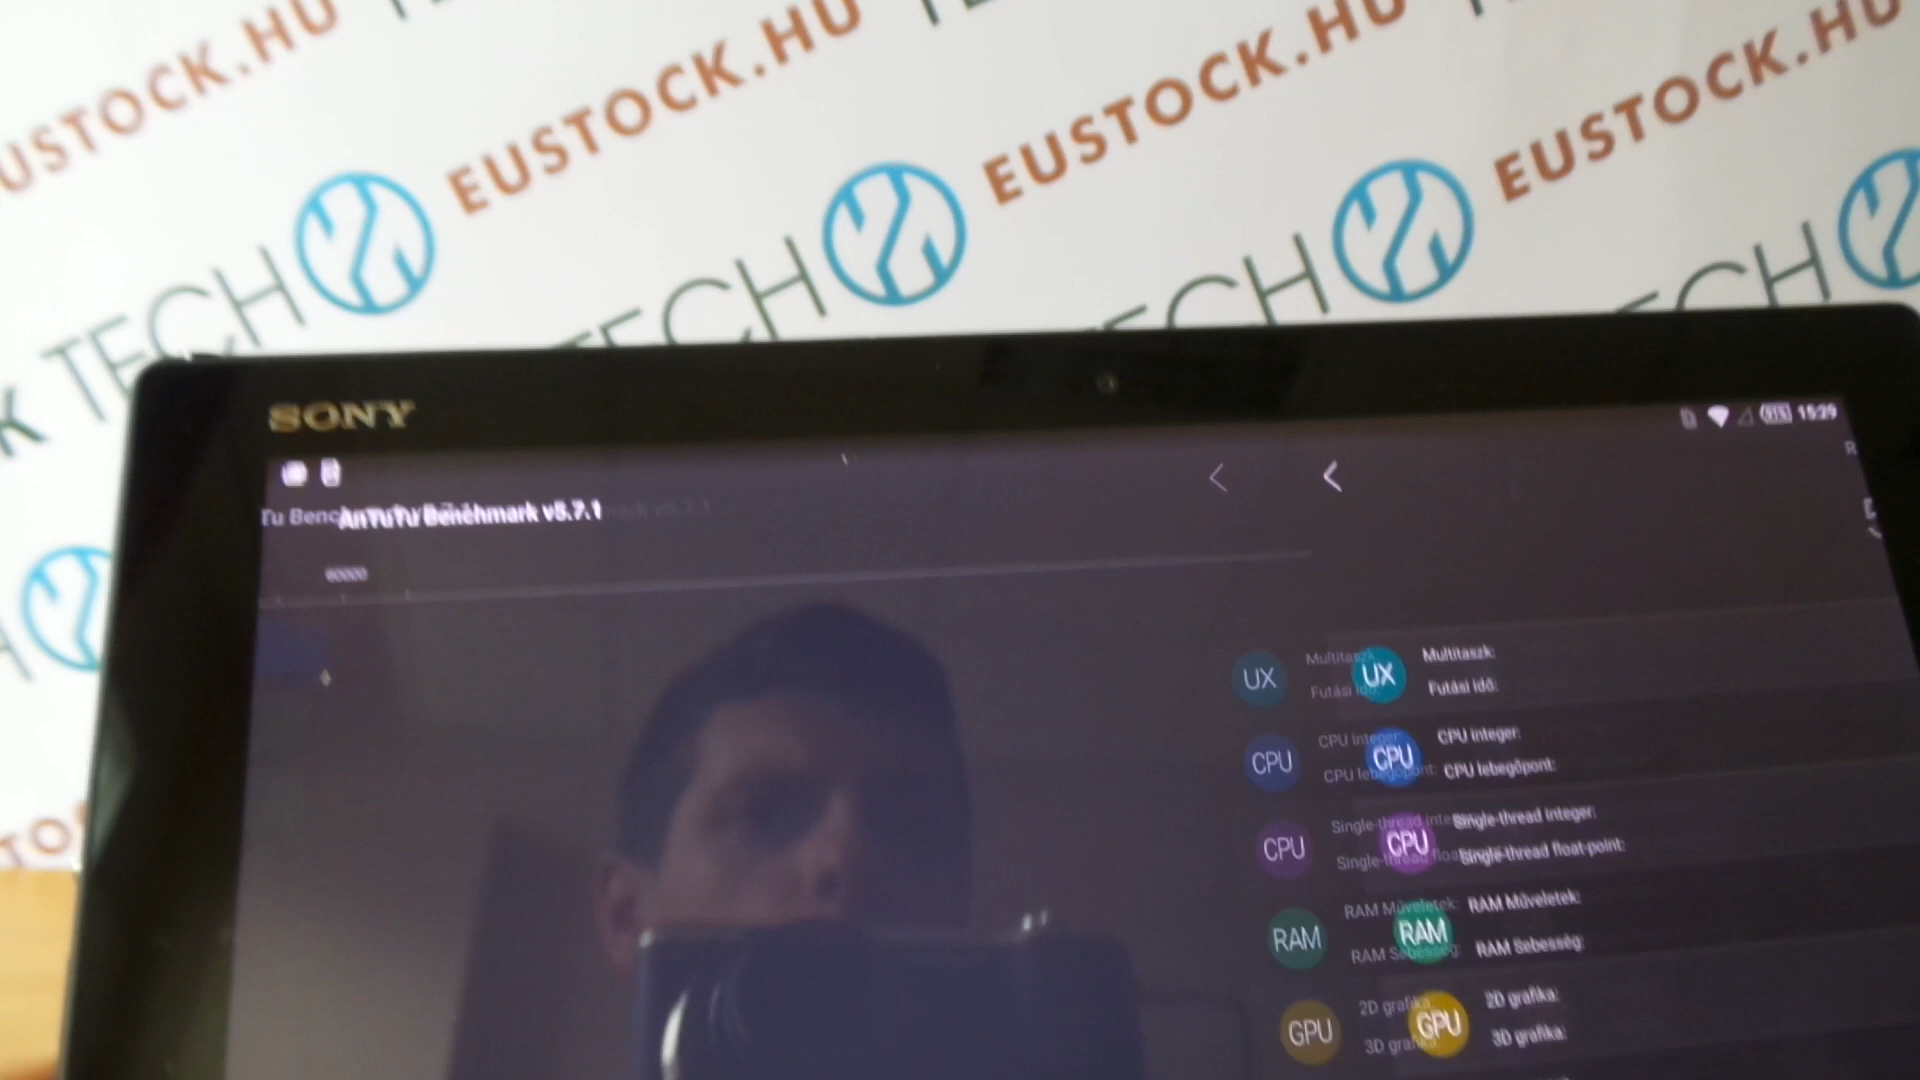 EUSTOCK.HU
EUSTOCK.HU
EUSTOCK.HU
EUSTOCK.HU
TECH
TECH
TECH
TECH
SONY
15:29
AnTuTu Benchmark v5.7.1
UX
Multitaszk:
Futási idő:
CPU
CPU integer:
CPU lebegőpont:
CPU
Single-thread integer:
Single-thread float-point:
RAM
RAM Műveletek:
RAM Sebesség:
GPU
2D grafika:
3D grafika: